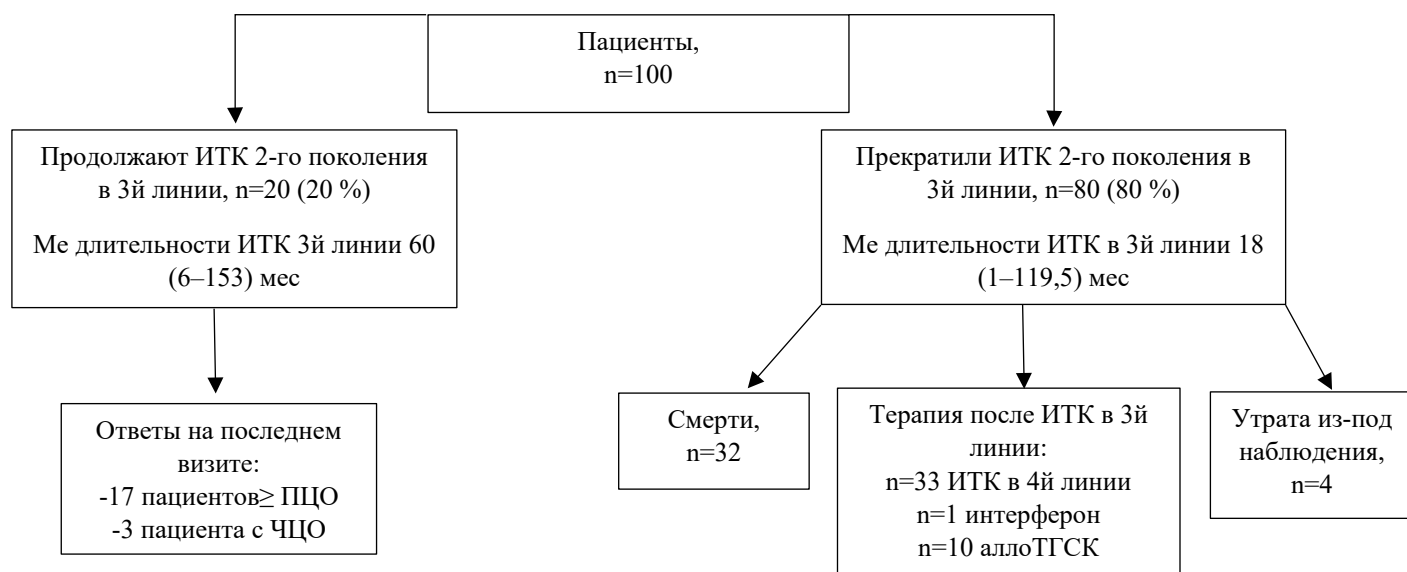 Пациенты,
n=100
Продолжают ИТК 2-го поколения
в 3й линии, n=20 (20 %)
Ме длительности ИТК 3й линии 60
(6–153) мес
Прекратили ИТК 2-го поколения в
3й линии, n=80 (80 %)
Ме длительности ИТК в 3й линии 18
(1–119,5) мес
Ответы на последнем
визите:
-17 пациентов≥ ПЦО
-3 пациента с ЧЦО
Смерти,
n=32
Терапия после ИТК в 3й
линии:
n=33 ИТК в 4й линии
n=1 интерферон
n=10 аллоТГСК
Утрата из-под
наблюдения,
n=4